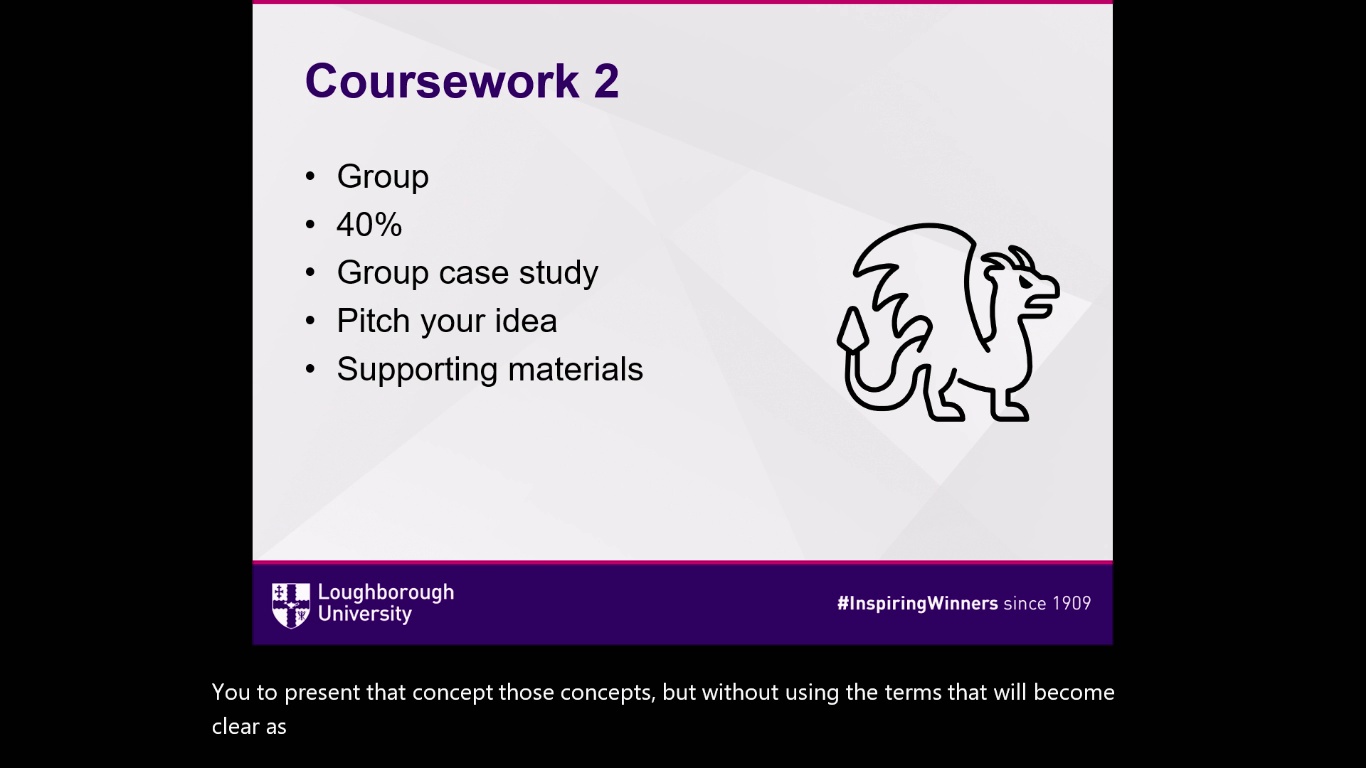 Coursework 2
• Group
• 40%
• Group case study
• Pitch your idea
• Supporting materials
Loughborough
University
#InspiringWinners since 1909
You to present that concept those concepts, but without using the terms that will become
clear as